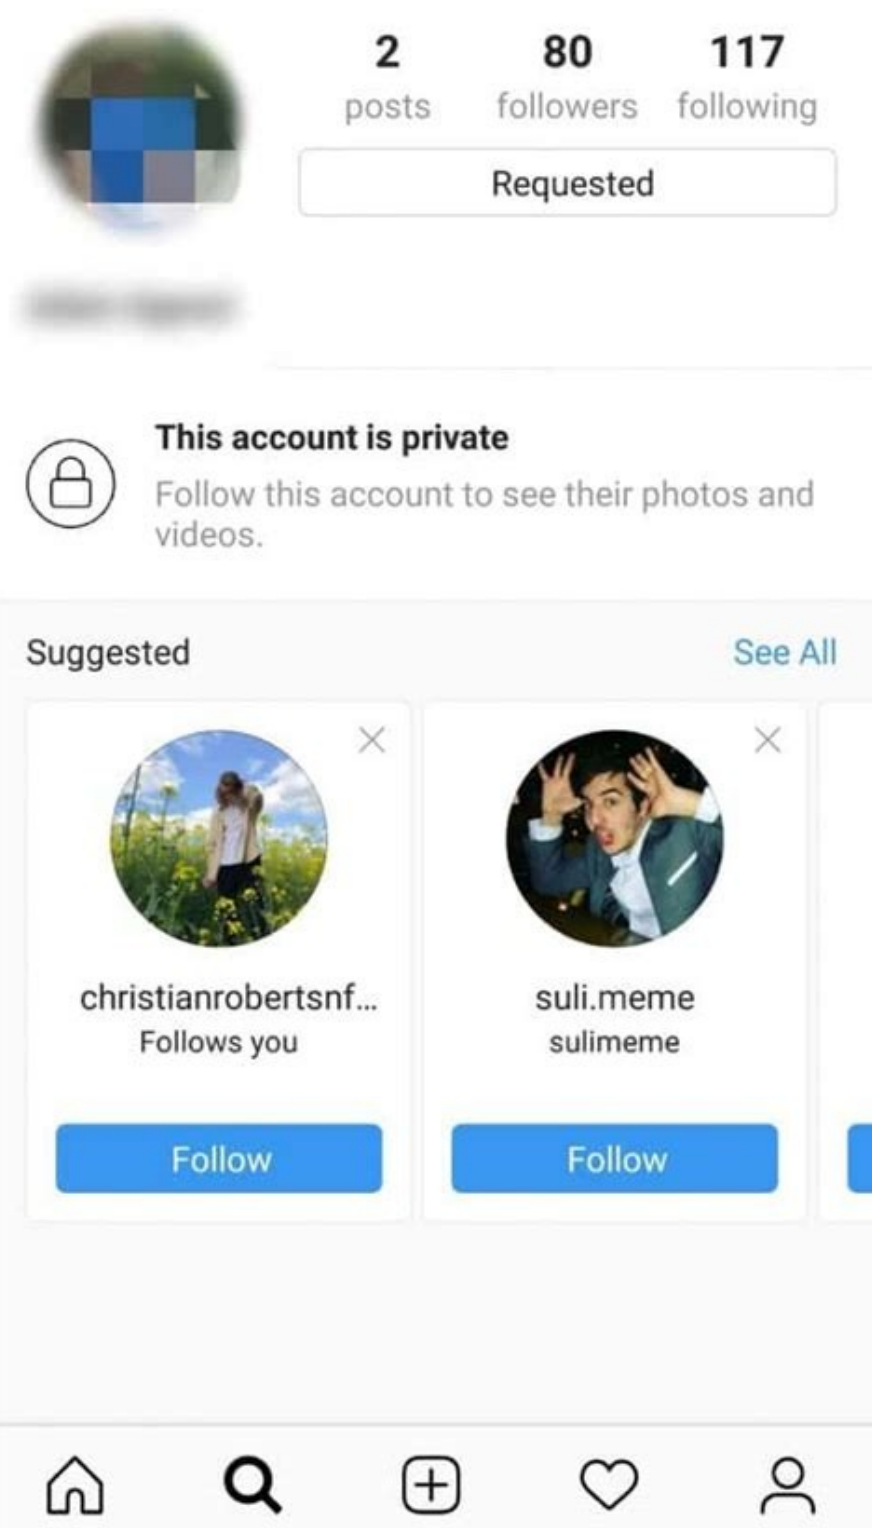 2 80 117
posts followers following
Requested
This account is private
Follow this account to see their photos and
videos.
Suggested See All
christianrobertsnf... suli.meme
Follows you sulimeme
Follow Follow